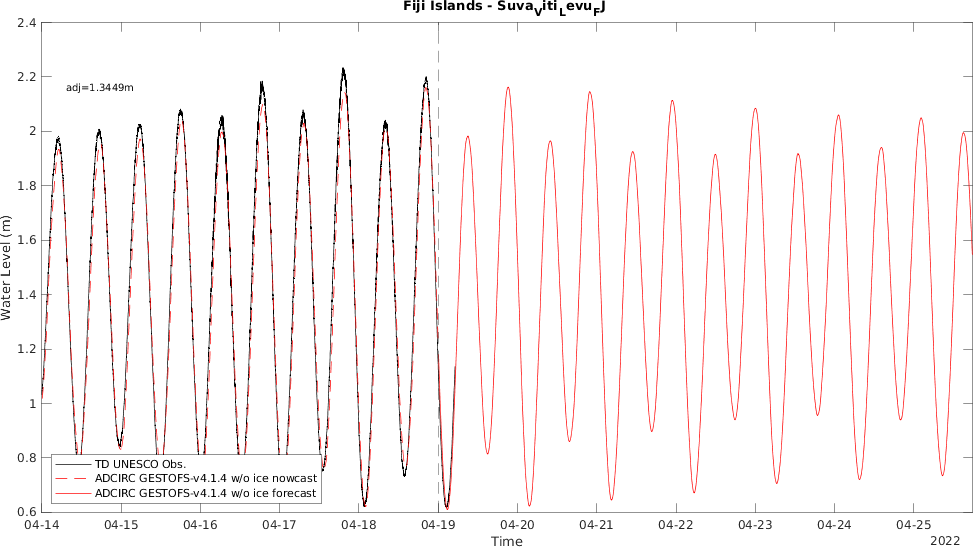 Fiji Islands - SuvaViti LevuFJ
2.4
2.2
adj=1.3449m
2
1.8
1.6
Water Level (m)
1.4
1.2
1
0.8
TD UNESCO Obs.
ADCIRC GESTOFS-v4.1.4 w/o ice nowcast
ADCIRC GESTOFS-v4.1.4 w/o ice forecast
0.6
04-14 04-15 04-16 04-17 04-18 04-19 04-20 04-21 04-22 04-23 04-24 04-25
Time
2022